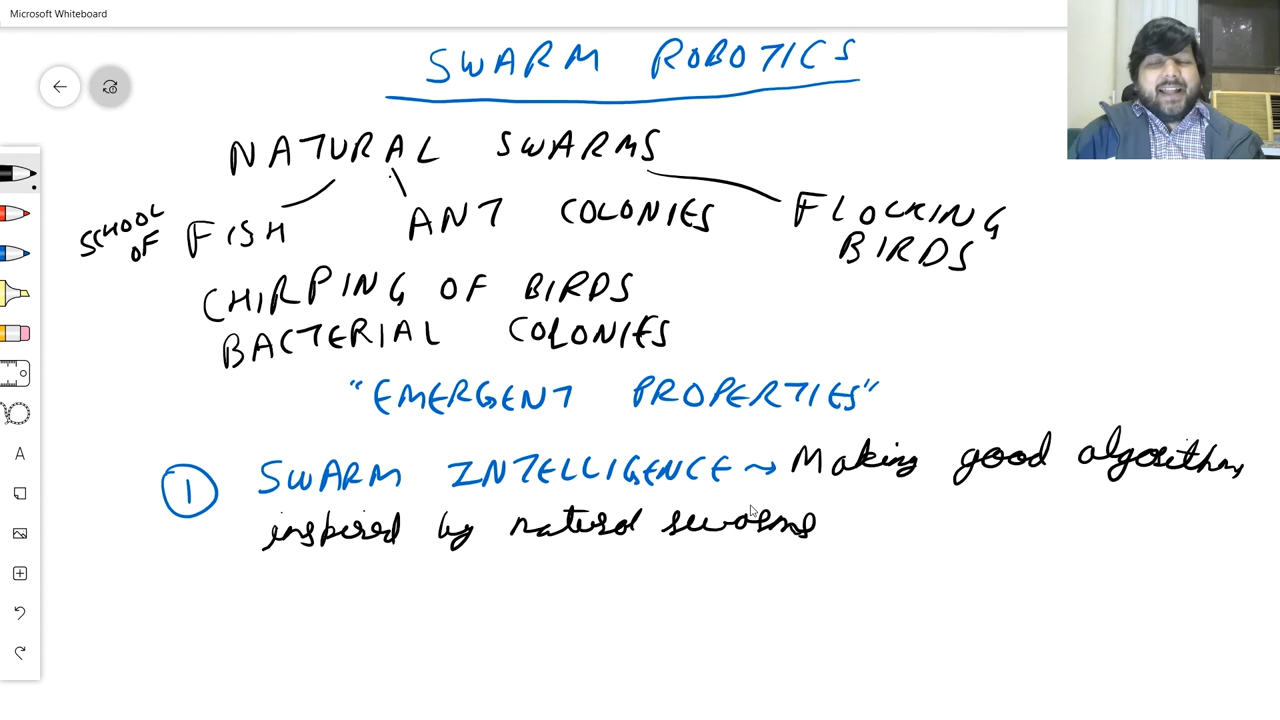 Microsoft Whiteboard
SWARM ROBOTICS
NATURAL SWARMS
SCHOOL OF FISH
ANT COLONIES
FLOCKING BIRDS
CHIRPING OF BIRDS
BACTERIAL COLONIES
"EMERGENT PROPERTIES"
1 SWARM INTELLIGENCE → Making good algorithms
inspired by natural swarms
A